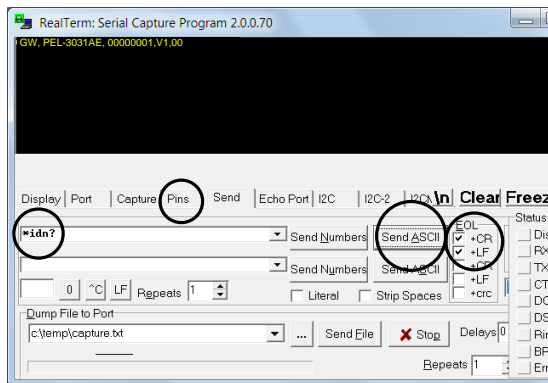 RealTerm: Serial Capture Program 2.0.0.70
GW, PEL-3031AE, 00000001,V1,00
Display Port Capture Pins Send Echo Port I2C I2C-2 \n Clear Freez
Status
*idn? Send Numbers Send ASCII EOL
+CR
+LF
Send Numbers Send ASCII +CR
+LF
0 ^C LF Repeats 1 Literal Strip Spaces +crc
Dis
RX
TX
CT
DC
DS
Rin
BR
Err
Dump File to Port
c:\temp\capture.txt ... Send File Stop Delays 0
Repeats 1